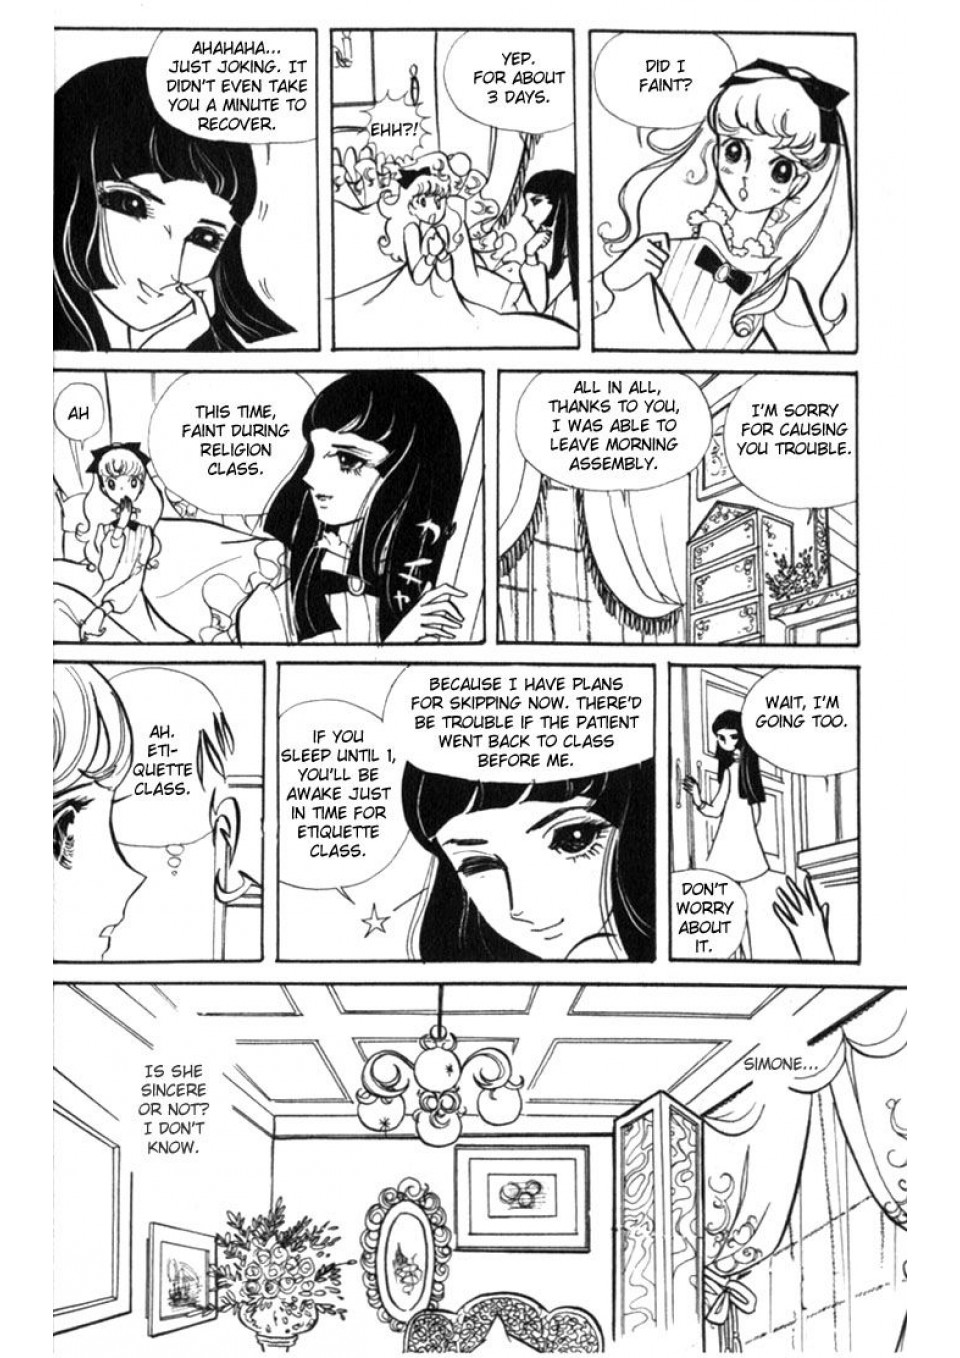 DID I
FAINT?
YEP.
FOR ABOUT
3 DAYS.
EHH?!
AHAHAHA...
JUST JOKING. IT
DIDN'T EVEN TAKE
YOU A MINUTE TO
RECOVER.
I'M SORRY
FOR CAUSING
YOU TROUBLE.
ALL IN ALL,
THANKS TO YOU,
I WAS ABLE TO
LEAVE MORNING
ASSEMBLY.
THIS TIME,
FAINT DURING
RELIGION
CLASS.
カチャ
AH
WAIT, I'M
GOING TOO.
DON'T
WORRY
ABOUT
IT.
BECAUSE I HAVE PLANS
FOR SKIPPING NOW. THERE'D
BE TROUBLE IF THE PATIENT
WENT BACK TO CLASS
BEFORE ME.
IF YOU
SLEEP UNTIL 1,
YOU'LL BE
AWAKE JUST
IN TIME FOR
ETIQUETTE
CLASS.
AH.
ETI-
QUETTE
CLASS.
SIMONE...
IS SHE
SINCERE
OR NOT?
I DON'T
KNOW.